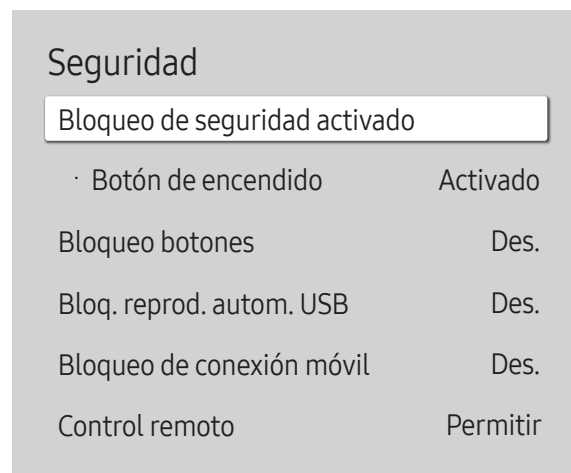 Seguridad
Bloqueo de seguridad activado
· Botón de encendido Activado
Bloqueo botones Des.
Bloq. reprod. autom. USB Des.
Bloqueo de conexión móvil Des.
Control remoto Permitir